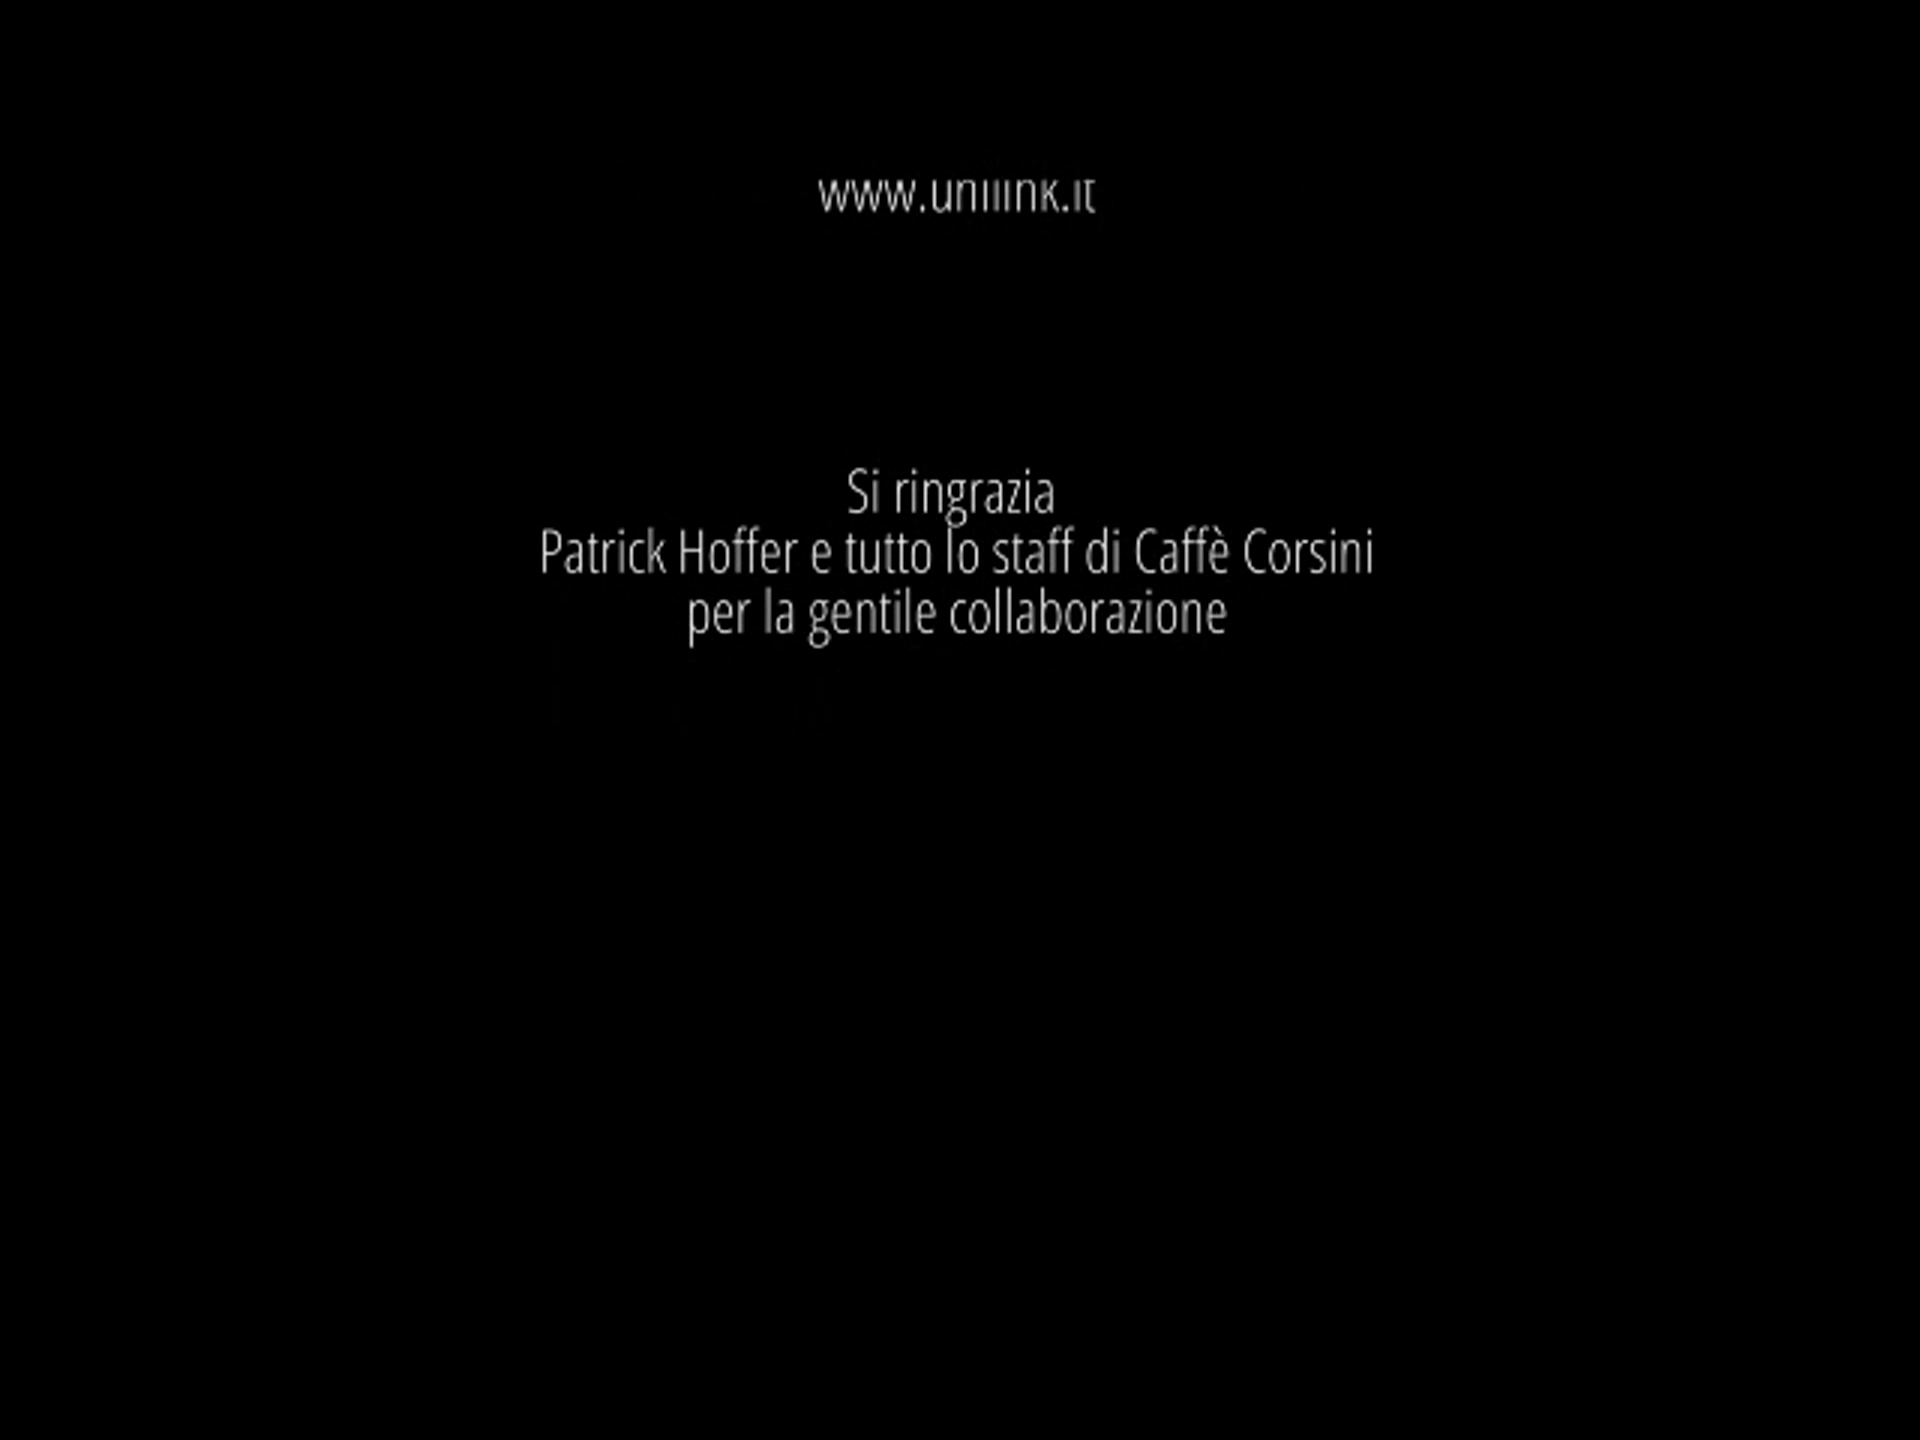 www.unilink.it
Si ringrazia
Patrick Hoffer e tutto lo staff di Caffè Corsini
per la gentile collaborazione